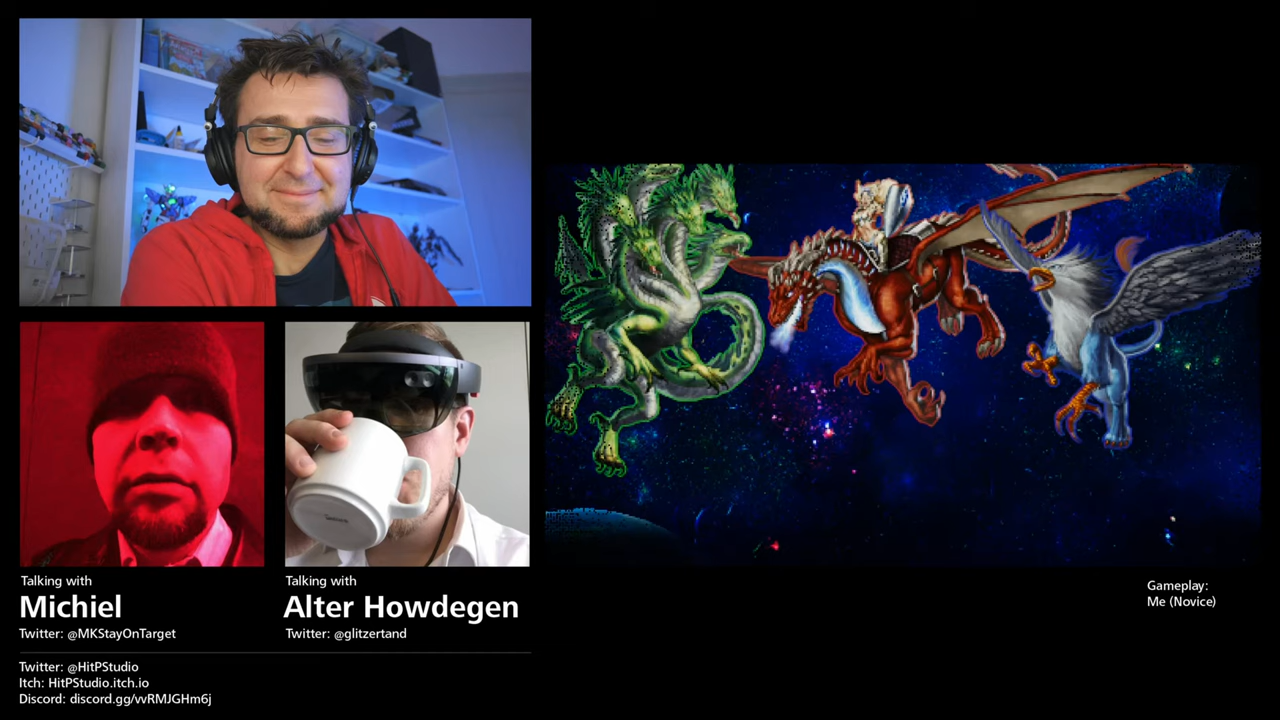 Talking with
Michiel
Twitter: @MKStayOnTarget
Talking with
Alter Howdegen
Twitter: @glitzertand
Twitter: @HitPStudio
Itch: HitPStudio.itch.io
Discord: discord.gg/vvRMJGHm6j
Gameplay:
Me (Novice)